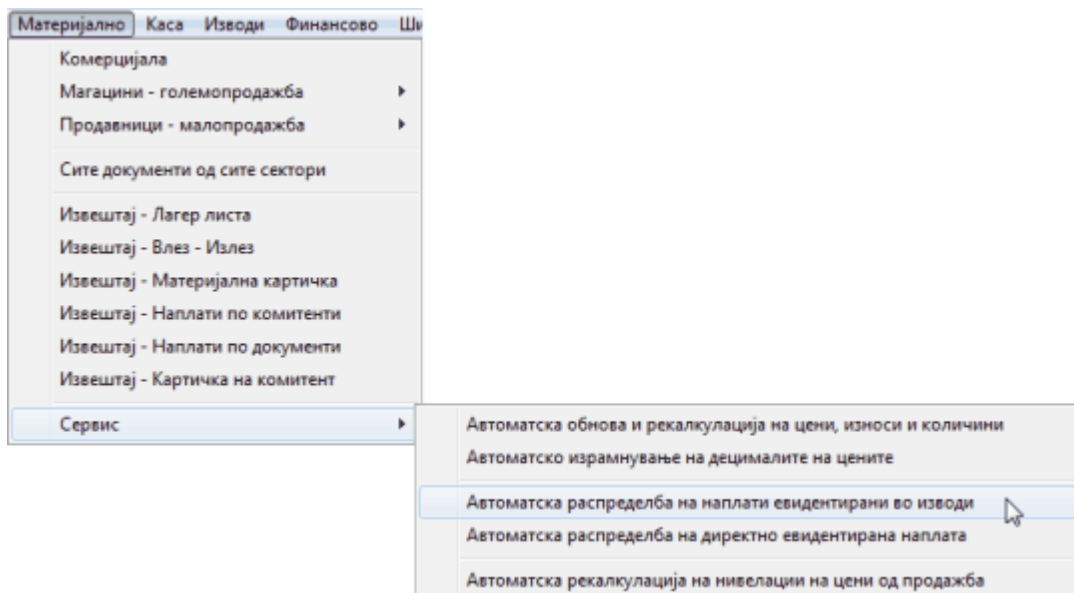 Материјално Каса Изводи Финансово
Комерцијала
Магацини - големопродажба
Продавници - малопродажба
Сите документи од сите сектори
Извештај - Лагер листа
Извештај - Влез - Излез
Извештај - Материјална картичка
Извештај - Наплати по комитенти
Извештај - Наплати по документи
Извештај - Картичка на комитент
Сервис
Автоматска обнова и рекалкулација на цени, износи и количини
Автоматско израмнување на децималите на цените
Автоматска распределба на наплати евидентирани во изводи
Автоматска распределба на директно евидентирана наплата
Автоматска рекалкулација на нивелации на цени од продажба